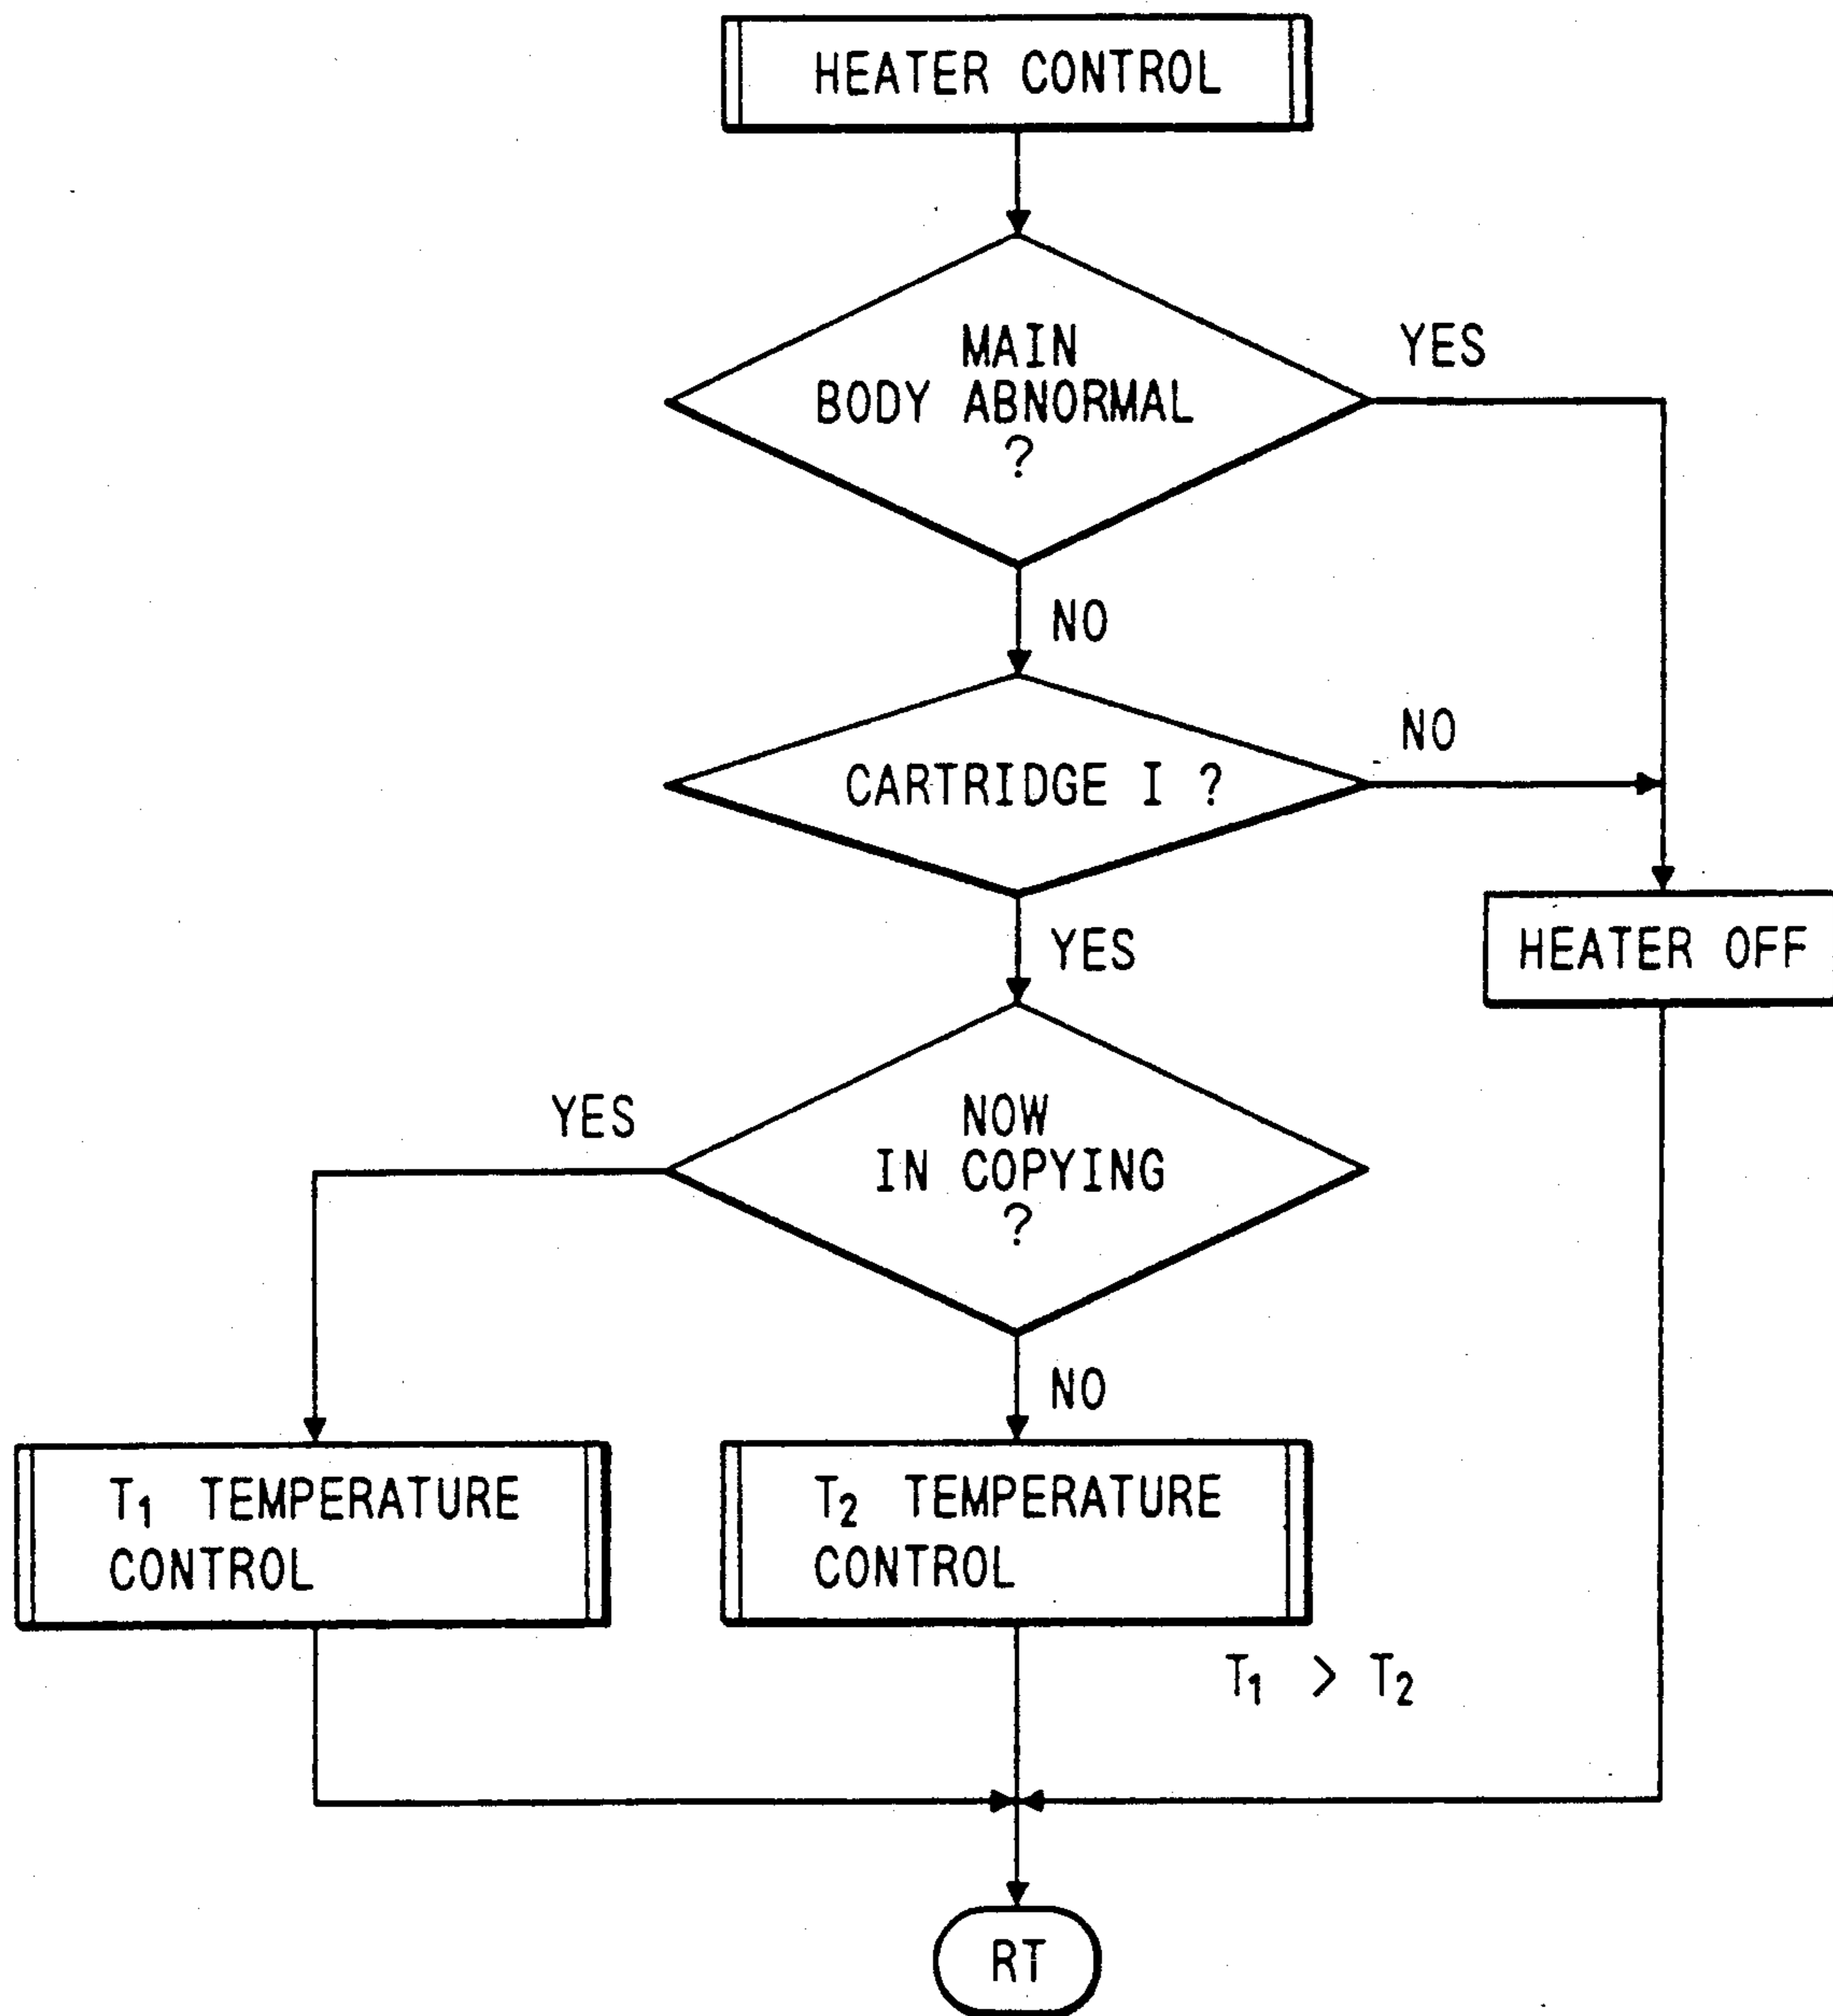 HEATER CONTROL
MAIN
BODY ABNORMAL
?
YES
NO
CARTRIDGE I ?
NO
YES
HEATER OFF
NOW
IN COPYING
?
YES
NO
T₁ TEMPERATURE
CONTROL
T₂ TEMPERATURE
CONTROL
T₁ > T₂
RT